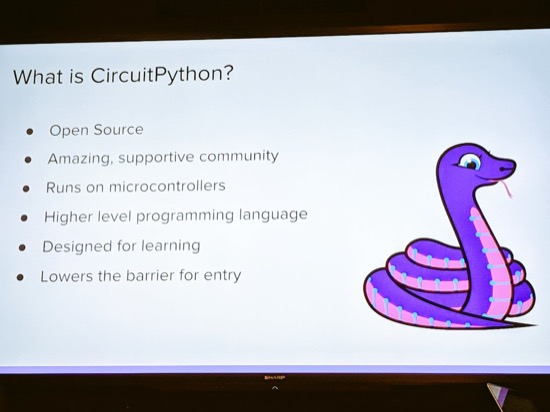 What is CircuitPython?
● Open Source
● Amazing, supportive community
● Runs on microcontrollers
● Higher level programming language
● Designed for learning
● Lowers the barrier for entry
SHARP